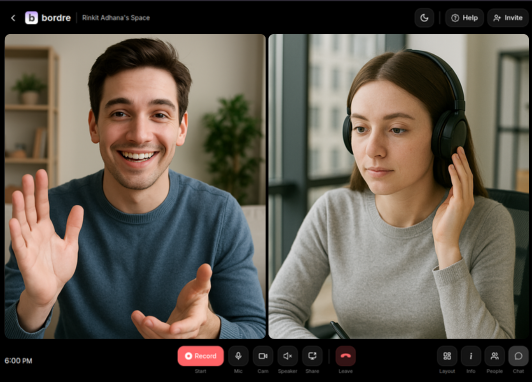 bordre
Rinkit Adhana's Space
Help
Invite
6:00 PM
Record
Start
Mic
Cam
Speaker
Share
Leave
Layout
Info
People
Chat